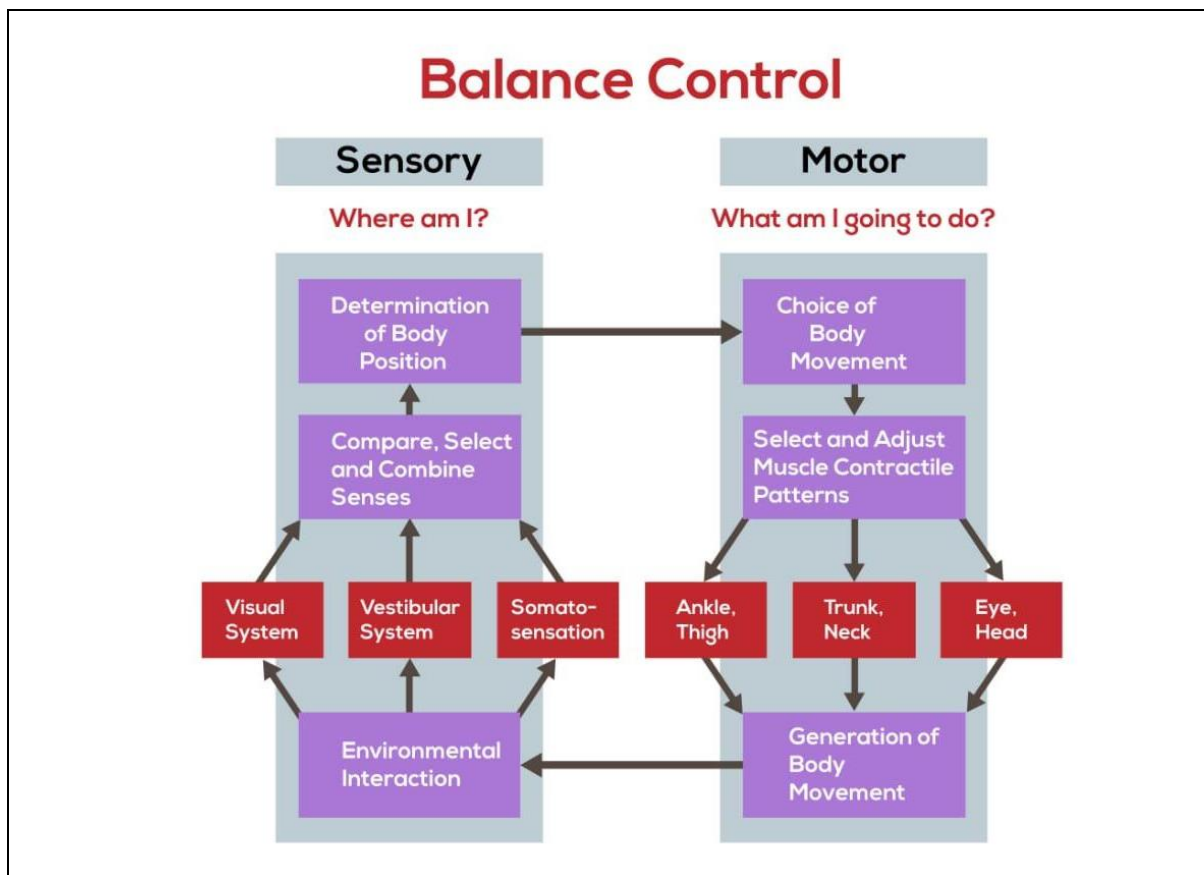 Balance Control
Sensory
Motor
Where am I?
What am I going to do?
Determination
of Body
Position
Choice of
Body
Movement
Compare, Select
and Combine
Senses
Select and Adjust
Muscle Contractile
Patterns
Visual
System
Vestibular
System
Somato-
sensation
Ankle,
Thigh
Trunk,
Neck
Eye,
Head
Environmental
Interaction
Generation of
Body
Movement